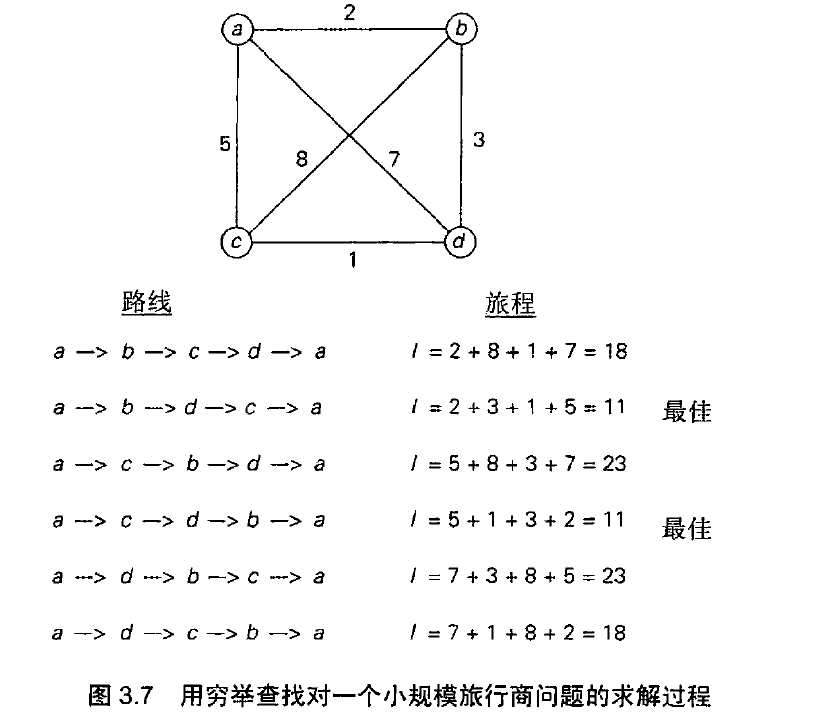 a 2 b
5 8 7 3
c 1 d
路线 旅程
a —> b —> c —> d —> a l = 2 + 8 + 1 + 7 = 18
a —> b —> d —> c —> a l = 2 + 3 + 1 + 5 = 11 最佳
a —> c —> b —> d —> a l = 5 + 8 + 3 + 7 = 23
a —> c —> d —> b —> a l = 5 + 1 + 3 + 2 = 11 最佳
a —> d —> b —> c —> a l = 7 + 3 + 8 + 5 = 23
a —> d —> c —> b —> a l = 7 + 1 + 8 + 2 = 18
图 3.7 用穷举查找对一个小规模旅行商问题的求解过程